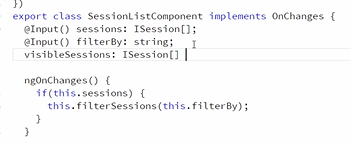 })
export class SessionListComponent implements OnChanges {
@Input() sessions: ISession[];
@Input() filterBy: string;
visibleSessions: ISession[]
ngOnChanges() {
if(this.sessions) {
this.filterSessions(this.filterBy);
}
}